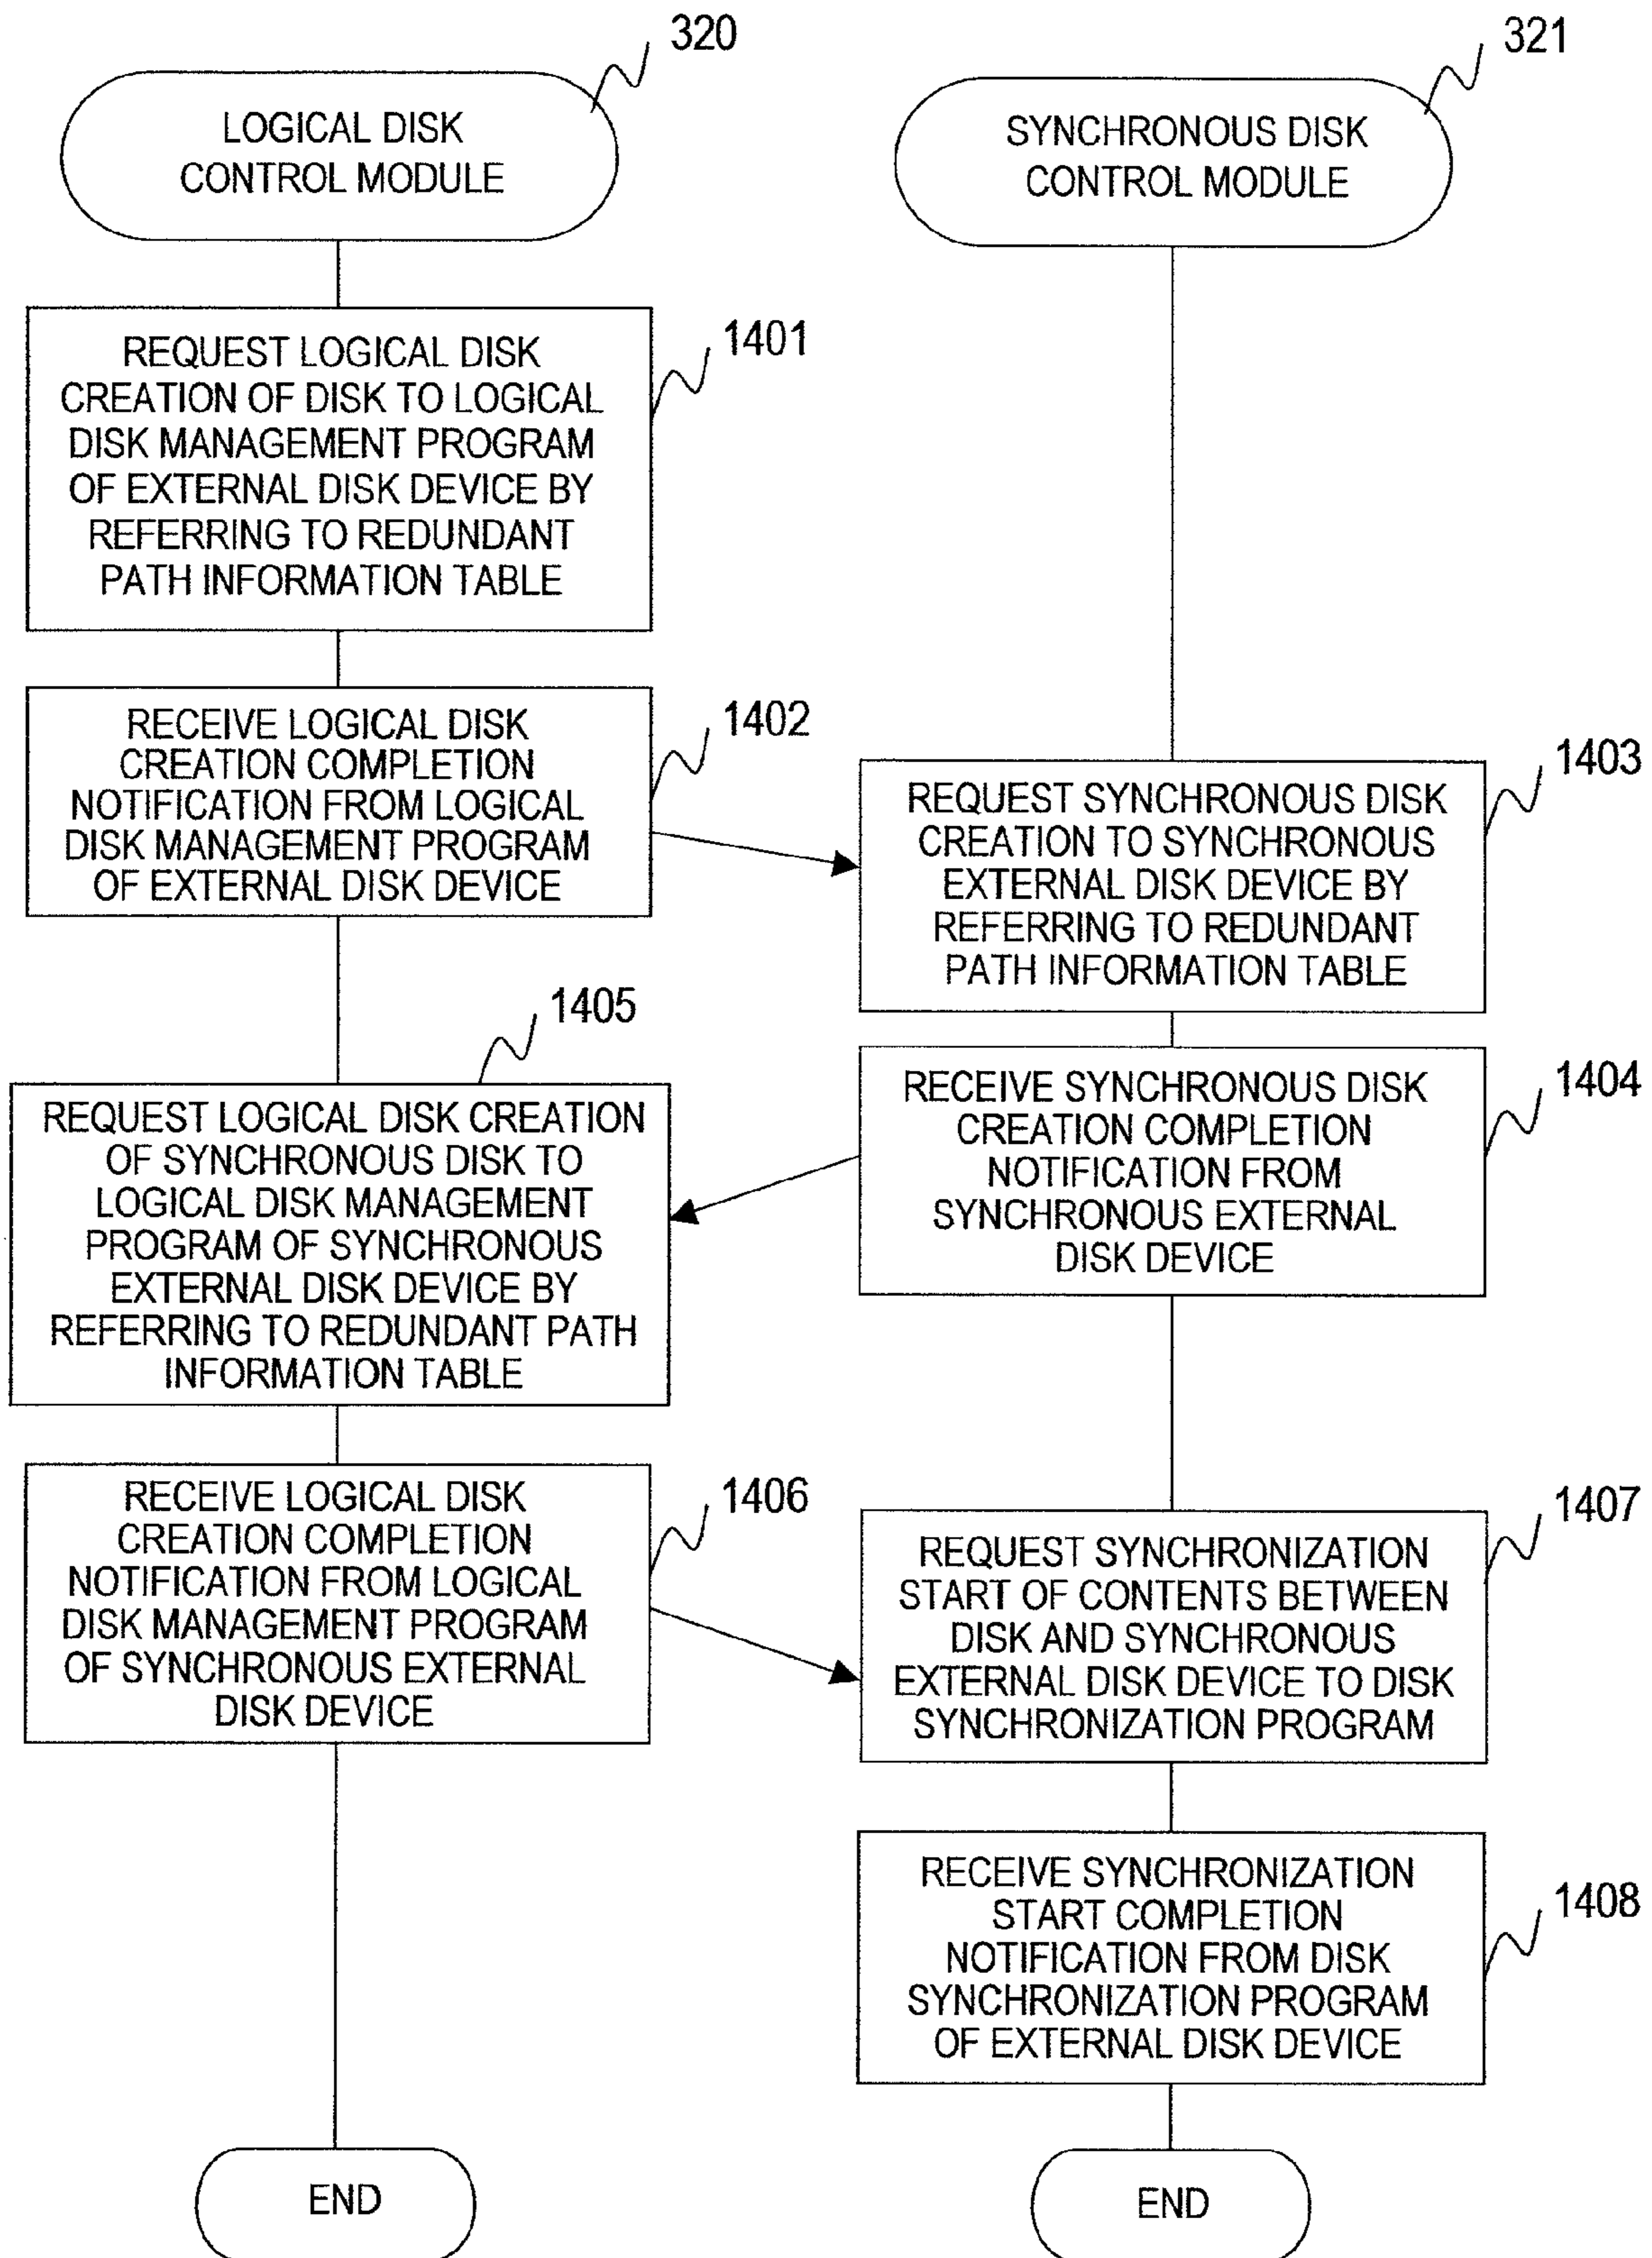 320
LOGICAL DISK
CONTROL MODULE
321
SYNCHRONOUS DISK
CONTROL MODULE
1401
REQUEST LOGICAL DISK
CREATION OF DISK TO LOGICAL
DISK MANAGEMENT PROGRAM
OF EXTERNAL DISK DEVICE BY
REFERRING TO REDUNDANT
PATH INFORMATION TABLE
1402
RECEIVE LOGICAL DISK
CREATION COMPLETION
NOTIFICATION FROM LOGICAL
DISK MANAGEMENT PROGRAM
OF EXTERNAL DISK DEVICE
1403
REQUEST SYNCHRONOUS DISK
CREATION TO SYNCHRONOUS
EXTERNAL DISK DEVICE BY
REFERRING TO REDUNDANT
PATH INFORMATION TABLE
1404
RECEIVE SYNCHRONOUS DISK
CREATION COMPLETION
NOTIFICATION FROM
SYNCHRONOUS EXTERNAL
DISK DEVICE
1405
REQUEST LOGICAL DISK CREATION
OF SYNCHRONOUS DISK TO
LOGICAL DISK MANAGEMENT
PROGRAM OF SYNCHRONOUS
EXTERNAL DISK DEVICE BY
REFERRING TO REDUNDANT PATH
INFORMATION TABLE
1406
RECEIVE LOGICAL DISK
CREATION COMPLETION
NOTIFICATION FROM LOGICAL
DISK MANAGEMENT PROGRAM
OF SYNCHRONOUS EXTERNAL
DISK DEVICE
1407
REQUEST SYNCHRONIZATION
START OF CONTENTS BETWEEN
DISK AND SYNCHRONOUS
EXTERNAL DISK DEVICE TO DISK
SYNCHRONIZATION PROGRAM
1408
RECEIVE SYNCHRONIZATION
START COMPLETION
NOTIFICATION FROM DISK
SYNCHRONIZATION PROGRAM
OF EXTERNAL DISK DEVICE
END
END